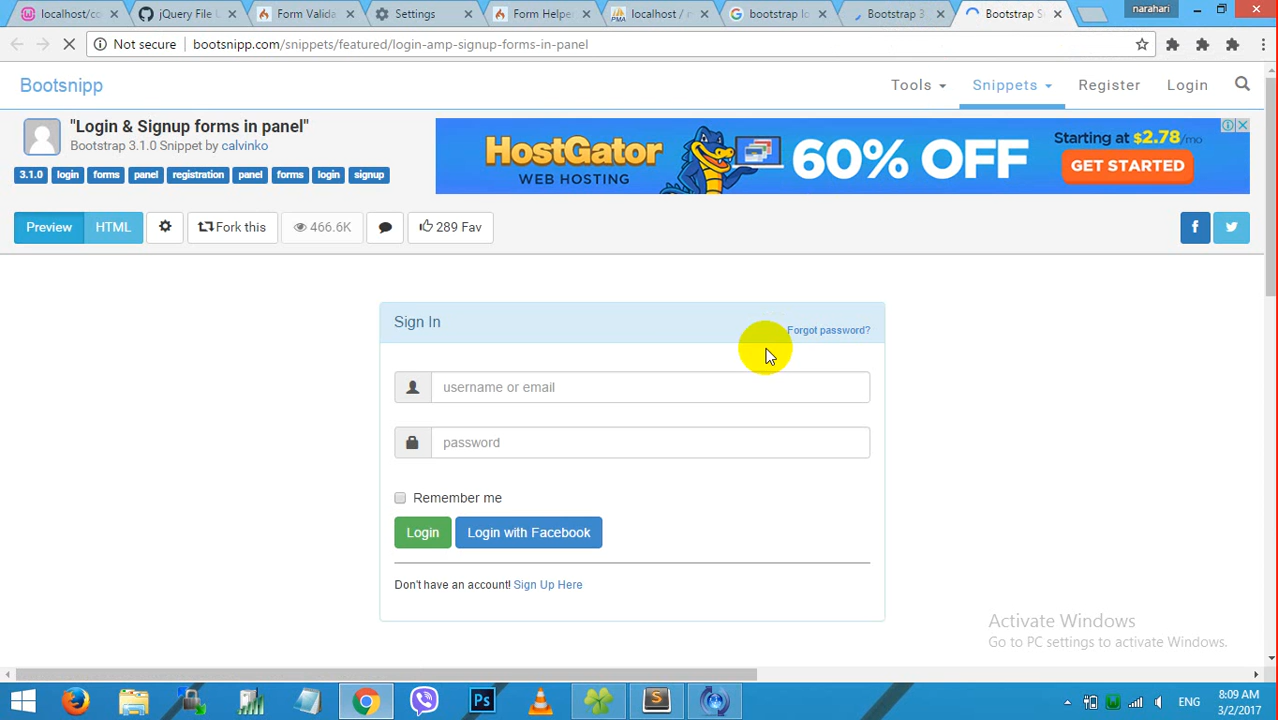 localhost/co
jQuery File U
Form Valida
Settings
Form Helpe
localhost / n
bootstrap lo
Bootstrap 3
Bootstrap S
narahari
Not secure
bootsnipp.com/snippets/featured/login-amp-signup-forms-in-panel
Bootsnipp
Tools
Snippets
Register
Login
"Login & Signup forms in panel"
Bootstrap 3.1.0 Snippet by calvinko
3.1.0 login forms panel registration panel forms login signup
HostGator
WEB HOSTING
60% OFF
Starting at $2.78/mo
GET STARTED
Preview
HTML
Fork this
466.6K
289 Fav
Sign In
Forgot password?
username or email
password
Remember me
Login
Login with Facebook
Don't have an account! Sign Up Here
Activate Windows
Go to PC settings to activate Windows.
Ps
ENG
8:09 AM
3/2/2017